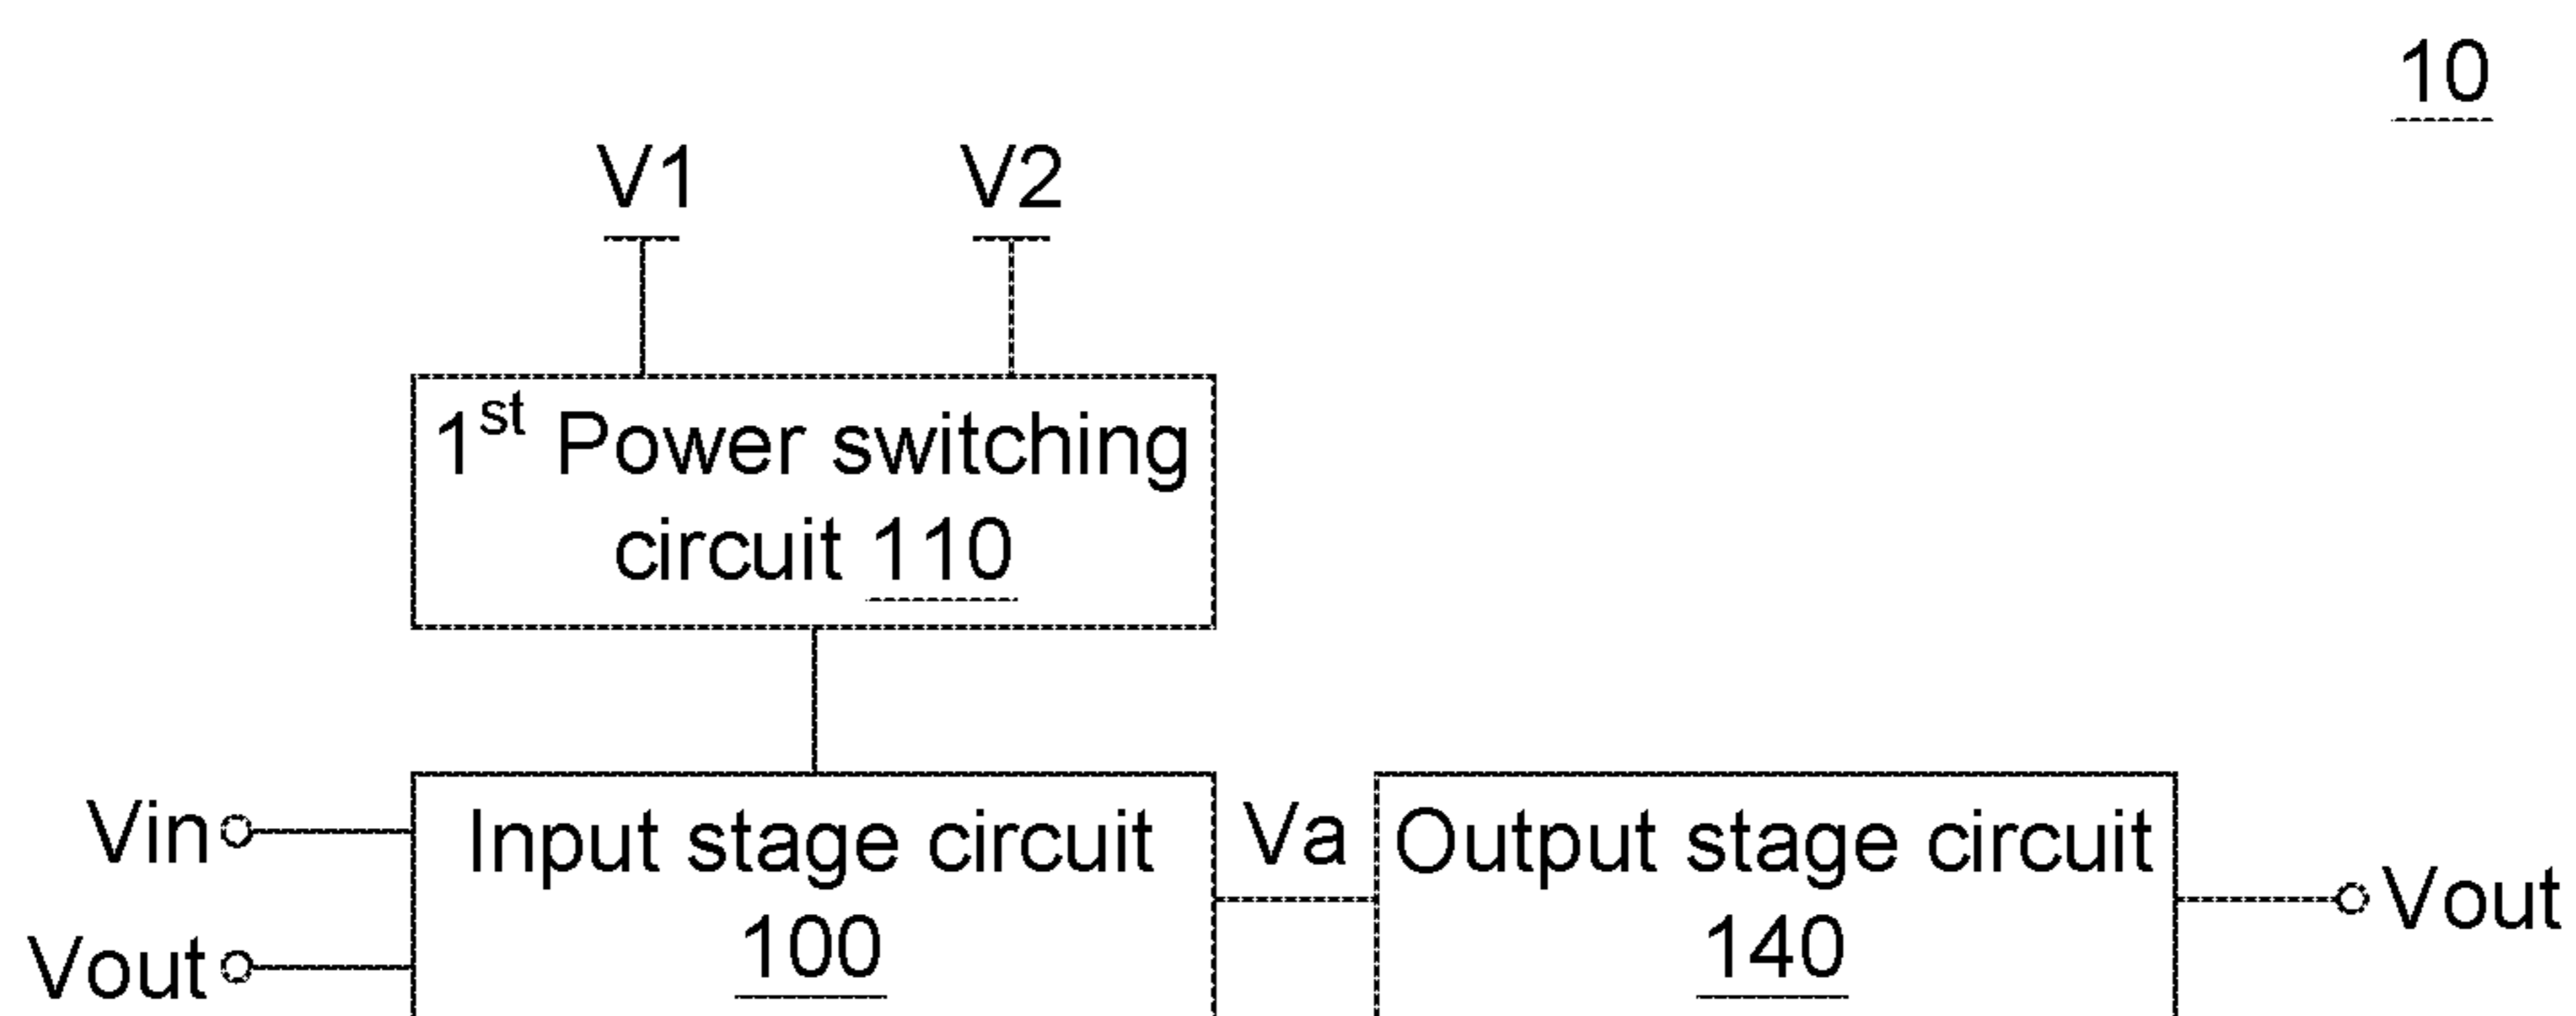 10
V1 V2
1st Power switching
circuit 110
Vin Input stage circuit Va Output stage circuit Vout
Vout 100 140